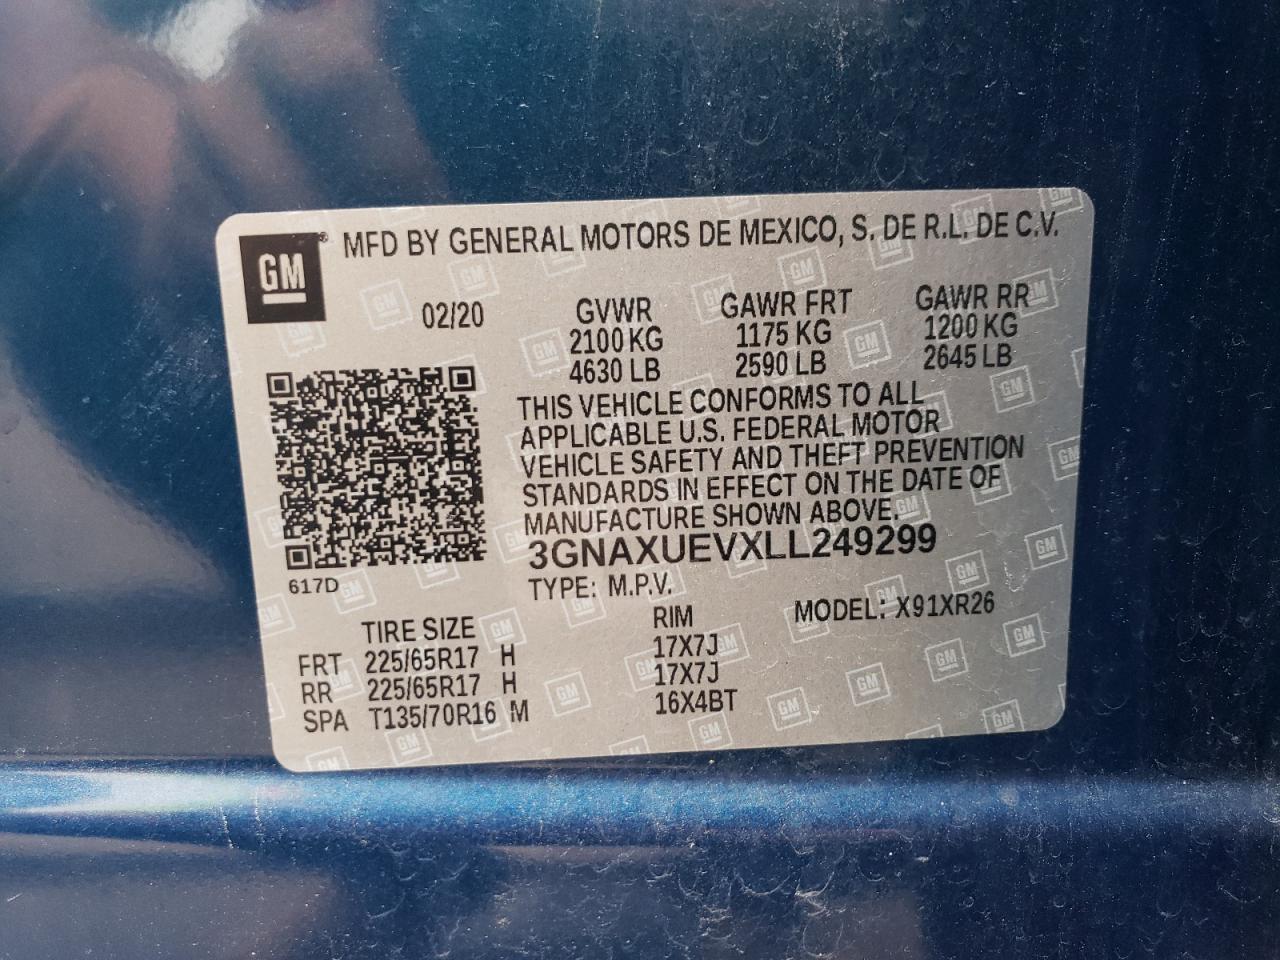 GM® MFD BY GENERAL MOTORS DE MEXICO, S. DE R.L. DE C.V.
02/20 GVWR GAWR FRT GAWR RR
2100 KG 1175 KG 1200 KG
4630 LB 2590 LB 2645 LB
THIS VEHICLE CONFORMS TO ALL
APPLICABLE U.S. FEDERAL MOTOR
VEHICLE SAFETY AND THEFT PREVENTION
STANDARDS IN EFFECT ON THE DATE OF
MANUFACTURE SHOWN ABOVE.
3GNAXUEVXLL249299
617D
TYPE: M.P.V. MODEL: X91XR26
TIRE SIZE RIM
FRT 225/65R17 H 17X7J
RR 225/65R17 H 17X7J
SPA T135/70R16 M 16X4BT